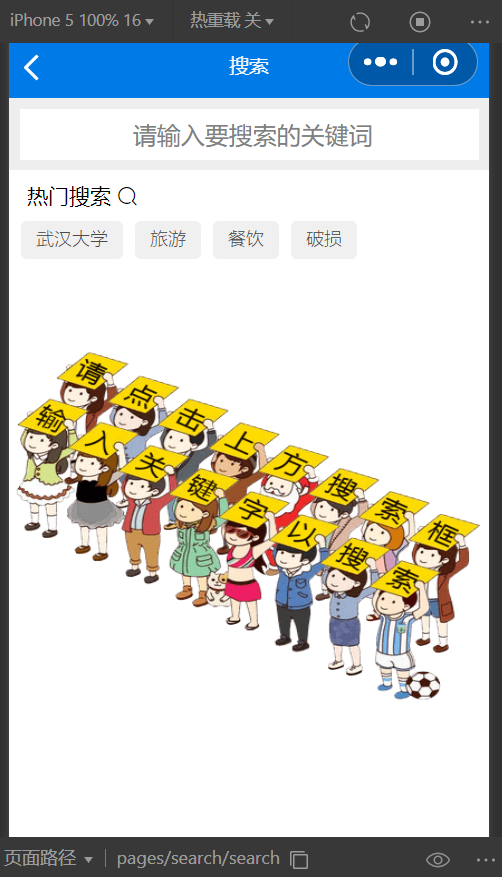 iPhone 5 100% 16 热重载 关
搜索
请输入要搜索的关键词
热门搜索
武汉大学 旅游 餐饮 破损
请点击上方搜索框
输入关键字以搜索
页面路径 pages/search/search